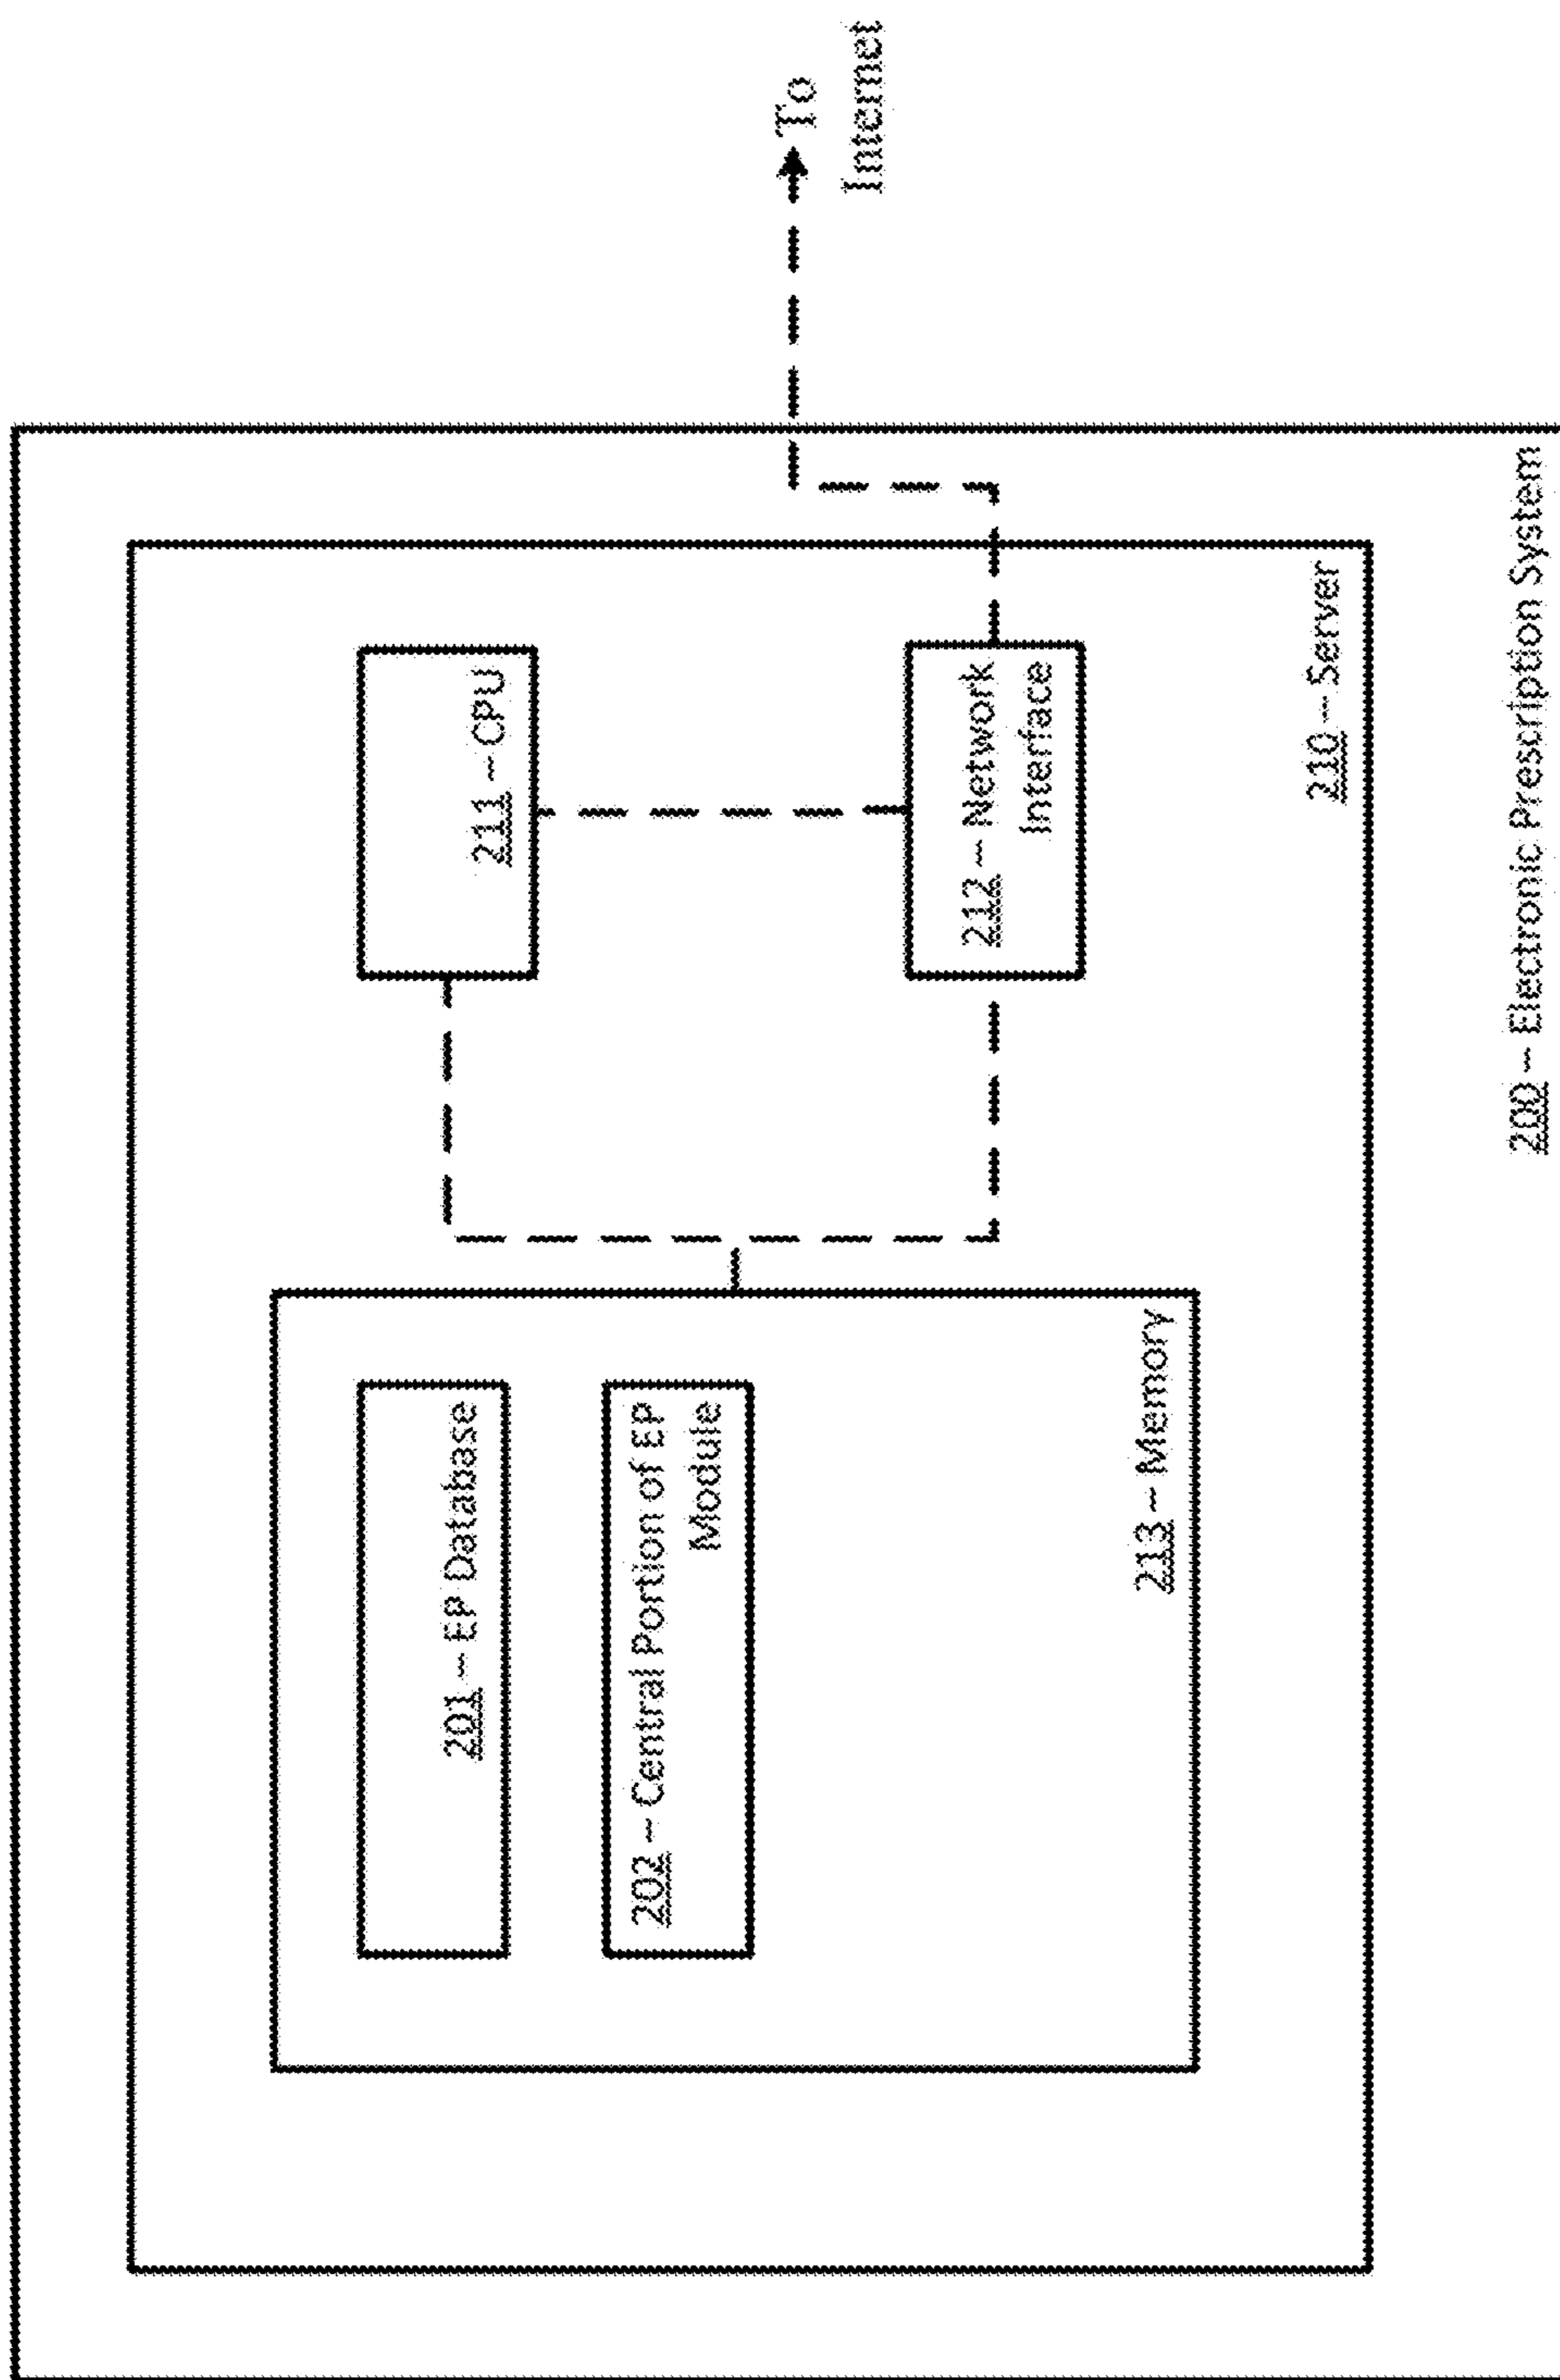 201 – EP Database
202 – Central Portion of EP
Module
213 – Memory
211 – CPU
212 – Network
Interface
210 – Server
200 – Electronic Prescription System
To
Internet